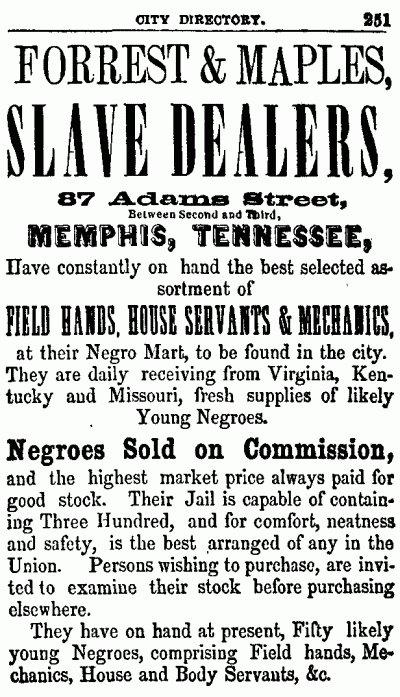 CITY DIRECTORY. 251
FORREST & MAPLES,
SLAVE DEALERS,
87 Adams Street,
Between Second and Third,
MEMPHIS, TENNESSEE,
Have constantly on hand the best selected as-
sortment of
FIELD HANDS, HOUSE SERVANTS & MECHANICS,
at their Negro Mart, to be found in the city.
They are daily receiving from Virginia, Ken-
tucky and Missouri, fresh supplies of likely
Young Negroes.
Negroes Sold on Commission,
and the highest market price always paid for
good stock. Their Jail is capable of contain-
ing Three Hundred, and for comfort, neatness
and safety, is the best arranged of any in the
Union. Persons wishing to purchase, are invi-
ted to examine their stock before purchasing
elsewhere.
They have on hand at present, Fifty likely
young Negroes, comprising Field hands, Me-
chanics, House and Body Servants, &c.